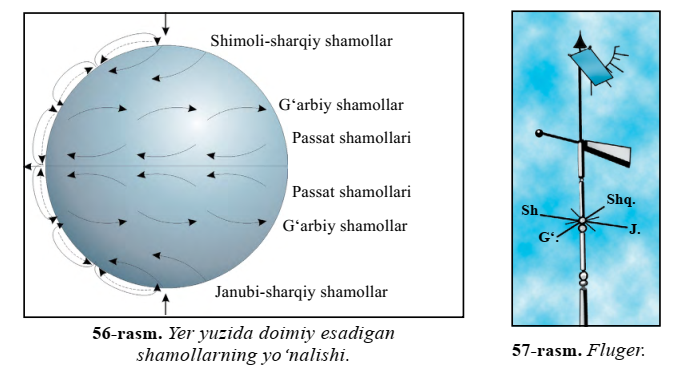 Shimoli-sharqiy shamollar
G‘arbiy shamollar
Passat shamollari
Passat shamollari
G‘arbiy shamollar
Janubi-sharqiy shamollar
56-rasm. Yer yuzida doimiy esadigan
shamollarning yo‘nalishi.
Shq.
Sh.
J.
G‘.
57-rasm. Fluger.